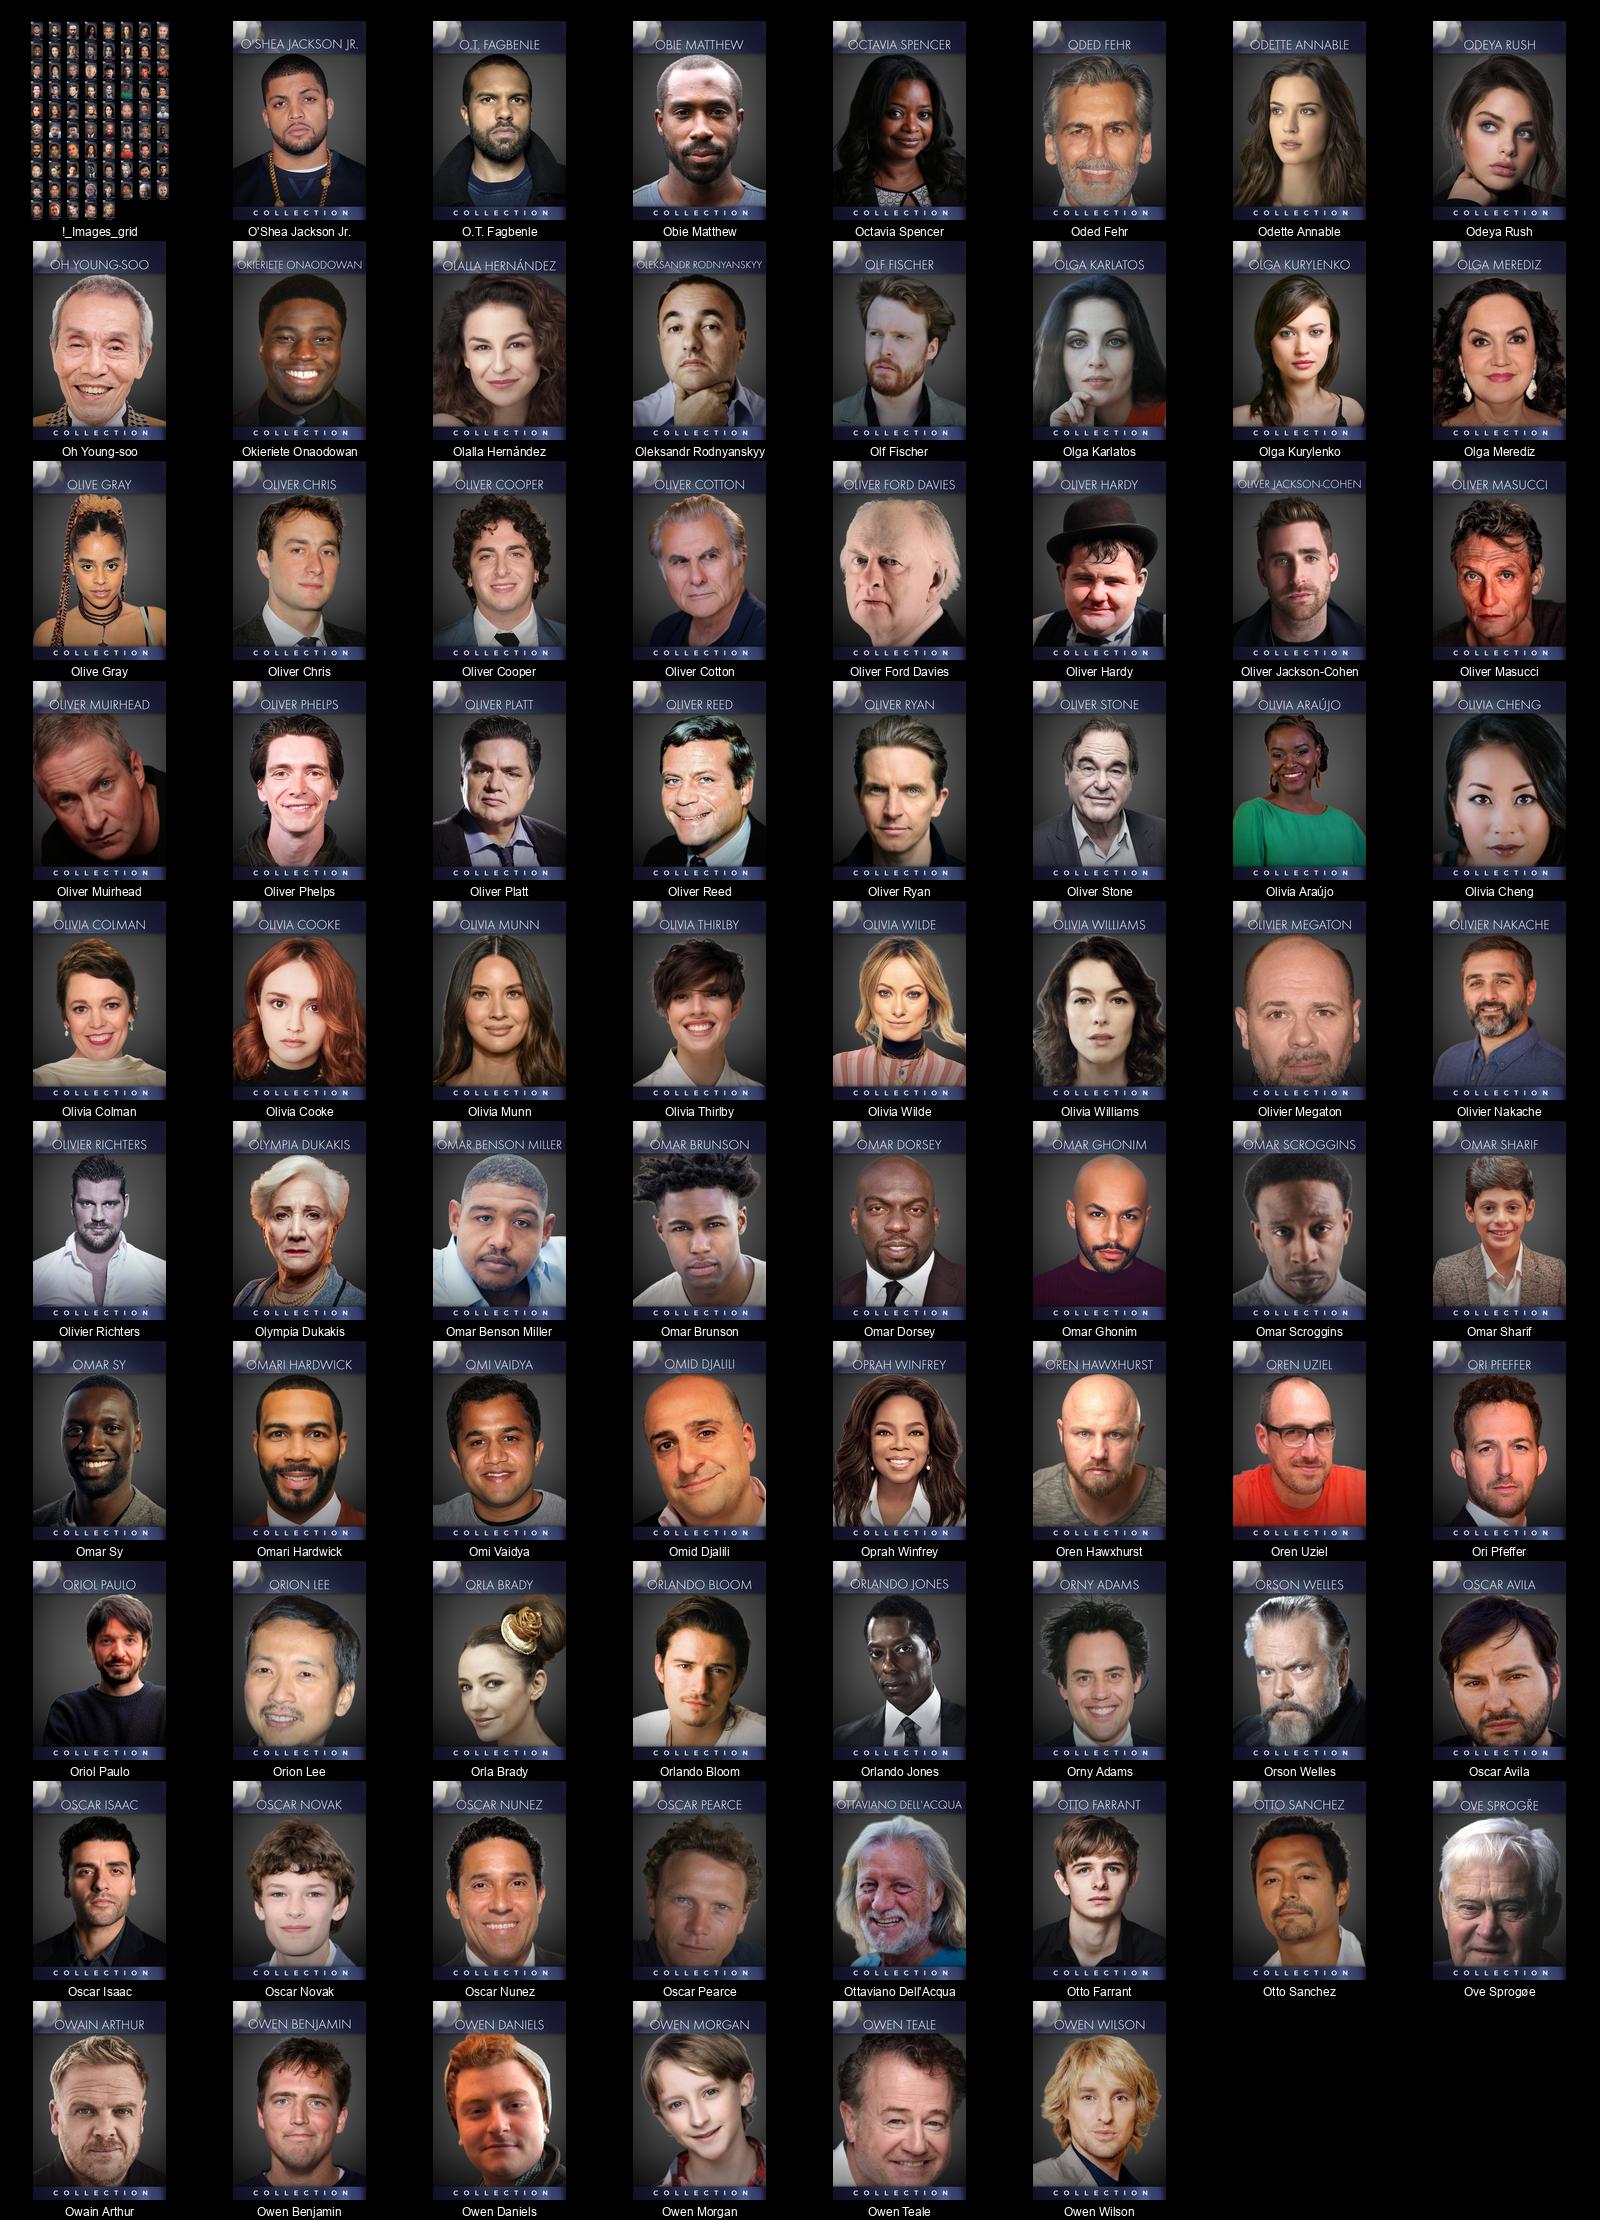 O'SHEA JACKSON JR. O.T. FAGBENLE OBIE MATTHEW OCTAVIA SPENCER ODED FEHR ODETTE ANNABLE ODEYA RUSH
COLLECTION COLLECTION COLLECTION COLLECTION COLLECTION COLLECTION COLLECTION
!_Images_grid O'Shea Jackson Jr. O.T. Fagbenle Obie Matthew Octavia Spencer Oded Fehr Odette Annable Odeya Rush
OH YOUNG-SOO OKIERIETE ONAODOWAN OLALLA HERNÁNDEZ OLEKSANDR RODNYANSKYY OLF FISCHER OLGA KARLATOS OLGA KURYLENKO OLGA MEREDIZ
COLLECTION COLLECTION COLLECTION COLLECTION COLLECTION COLLECTION COLLECTION COLLECTION
Oh Young-soo Okieriete Onaodowan Olalla Hernández Oleksandr Rodnyanskyy Olf Fischer Olga Karlatos Olga Kurylenko Olga Merediz
OLIVE GRAY OLIVER CHRIS OLIVER COOPER OLIVER COTTON OLIVER FORD DAVIES OLIVER HARDY OLIVER JACKSON-COHEN OLIVER MASUCCI
COLLECTION COLLECTION COLLECTION COLLECTION COLLECTION COLLECTION COLLECTION COLLECTION
Olive Gray Oliver Chris Oliver Cooper Oliver Cotton Oliver Ford Davies Oliver Hardy Oliver Jackson-Cohen Oliver Masucci
OLIVER MUIRHEAD OLIVER PHELPS OLIVER PLATT OLIVER REED OLIVER RYAN OLIVER STONE OLIVIA ARAÚJO OLIVIA CHENG
COLLECTION COLLECTION COLLECTION COLLECTION COLLECTION COLLECTION COLLECTION COLLECTION
Oliver Muirhead Oliver Phelps Oliver Platt Oliver Reed Oliver Ryan Oliver Stone Olivia Araújo Olivia Cheng
OLIVIA COLMAN OLIVIA COOKE OLIVIA MUNN OLIVIA THIRLBY OLIVIA WILDE OLIVIA WILLIAMS OLIVIER MEGATON OLIVIER NAKACHE
COLLECTION COLLECTION COLLECTION COLLECTION COLLECTION COLLECTION COLLECTION COLLECTION
Olivia Colman Olivia Cooke Olivia Munn Olivia Thirlby Olivia Wilde Olivia Williams Olivier Megaton Olivier Nakache
OLIVIER RICHTERS OLYMPIA DUKAKIS OMAR BENSON MILLER OMAR BRUNSON OMAR DORSEY OMAR GHONIM OMAR SCROGGINS OMAR SHARIF
COLLECTION COLLECTION COLLECTION COLLECTION COLLECTION COLLECTION COLLECTION COLLECTION
Olivier Richters Olympia Dukakis Omar Benson Miller Omar Brunson Omar Dorsey Omar Ghonim Omar Scroggins Omar Sharif
OMAR SY OMARI HARDWICK OMI VAIDYA OMID DJALILI OPRAH WINFREY OREN HAWXHURST OREN UZIEL ORI PFEFFER
COLLECTION COLLECTION COLLECTION COLLECTION COLLECTION COLLECTION COLLECTION COLLECTION
Omar Sy Omari Hardwick Omi Vaidya Omid Djalili Oprah Winfrey Oren Hawxhurst Oren Uziel Ori Pfeffer
ORIOL PAULO ORION LEE ORLA BRADY ORLANDO BLOOM ORLANDO JONES ORNY ADAMS ORSON WELLES OSCAR AVILA
COLLECTION COLLECTION COLLECTION COLLECTION COLLECTION COLLECTION COLLECTION COLLECTION
Oriol Paulo Orion Lee Orla Brady Orlando Bloom Orlando Jones Orny Adams Orson Welles Oscar Avila
OSCAR ISAAC OSCAR NOVAK OSCAR NUNEZ OSCAR PEARCE OTTAVIANO DELL'ACQUA OTTO FARRANT OTTO SANCHEZ OVE SPROGŘE
COLLECTION COLLECTION COLLECTION COLLECTION COLLECTION COLLECTION COLLECTION COLLECTION
Oscar Isaac Oscar Novak Oscar Nunez Oscar Pearce Ottaviano Dell'Acqua Otto Farrant Otto Sanchez Ove Sprogøe
OWAIN ARTHUR OWEN BENJAMIN OWEN DANIELS OWEN MORGAN OWEN TEALE OWEN WILSON
COLLECTION COLLECTION COLLECTION COLLECTION COLLECTION COLLECTION
Owain Arthur Owen Benjamin Owen Daniels Owen Morgan Owen Teale Owen Wilson